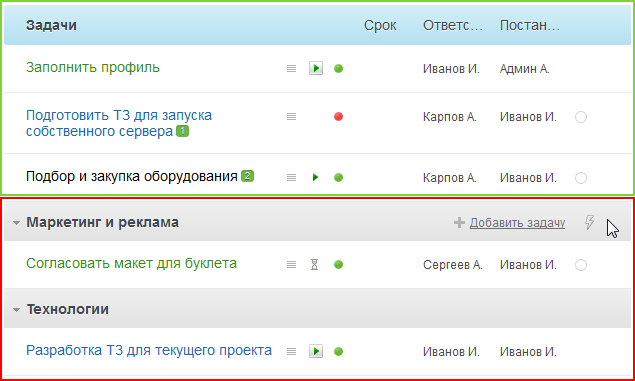 Задачи Срок Ответс... Постан...
Заполнить профиль Иванов И. Админ А.
Подготовить ТЗ для запуска Карпов А. Иванов И.
собственного сервера 1
Подбор и закупка оборудования 2 Карпов А. Иванов И.
Маркетинг и реклама Добавить задачу
Согласовать макет для буклета Сергеев А. Иванов И.
Технологии
Разработка ТЗ для текущего проекта Иванов И. Иванов И.